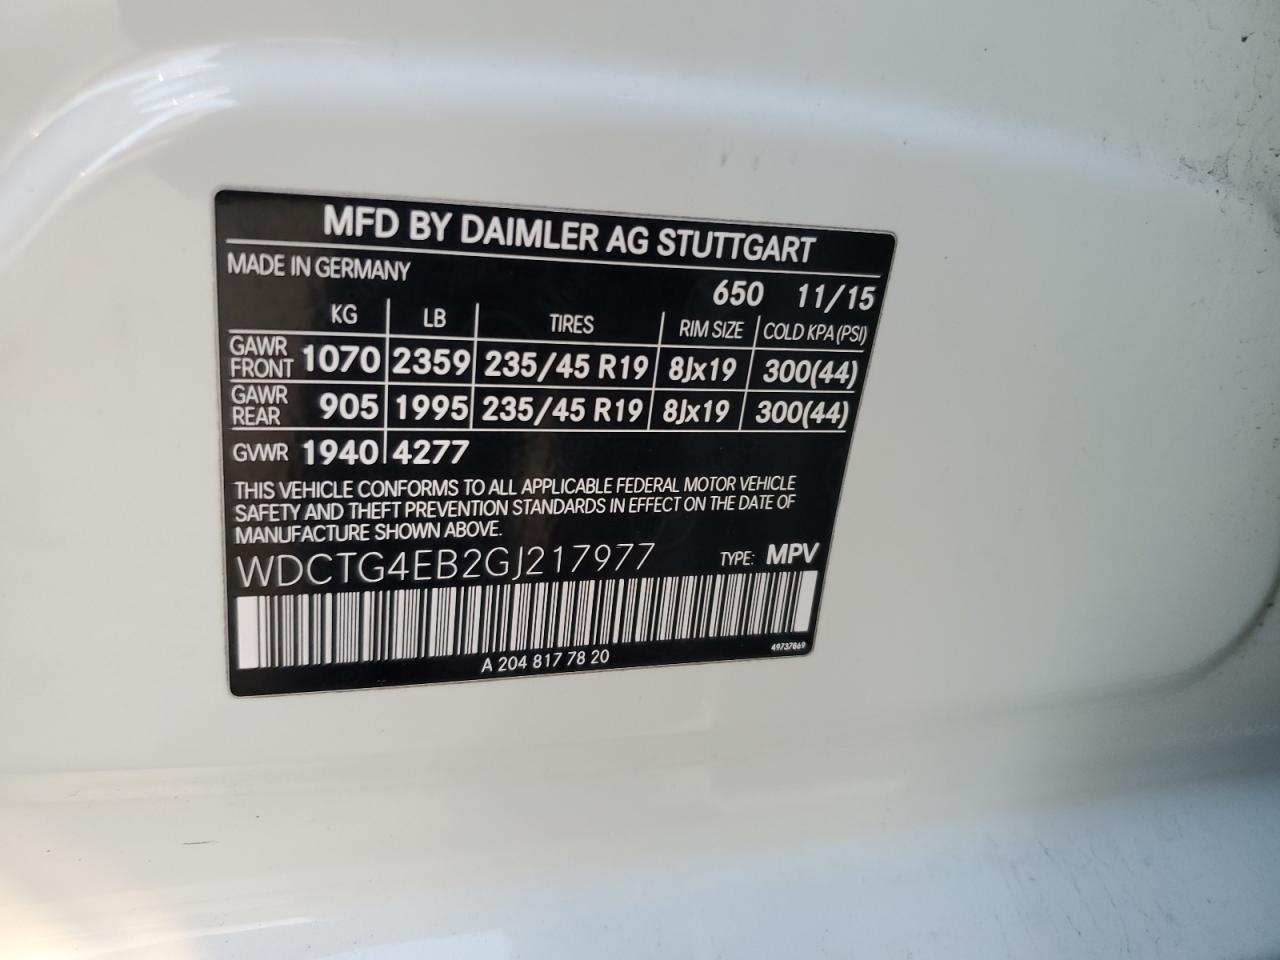 MFD BY DAIMLER AG STUTTGART
MADE IN GERMANY
650 11/15
KG LB TIRES RIM SIZE COLD KPA (PSI)
GAWR FRONT 1070 2359 235/45 R19 8Jx19 300(44)
GAWR REAR 905 1995 235/45 R19 8Jx19 300(44)
GVWR 1940 4277
THIS VEHICLE CONFORMS TO ALL APPLICABLE FEDERAL MOTOR VEHICLE
SAFETY AND THEFT PREVENTION STANDARDS IN EFFECT ON THE DATE OF
MANUFACTURE SHOWN ABOVE.
WDCTG4EB2GJ217977 TYPE: MPV
A 204 817 78 20
49737869